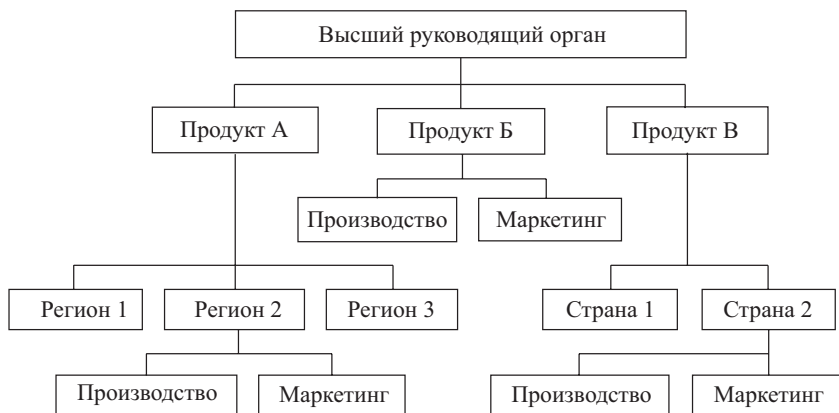 Высший руководящий орган
Продукт А
Продукт Б
Продукт В
Производство
Маркетинг
Регион 1
Регион 2
Регион 3
Страна 1
Страна 2
Производство
Маркетинг
Производство
Маркетинг